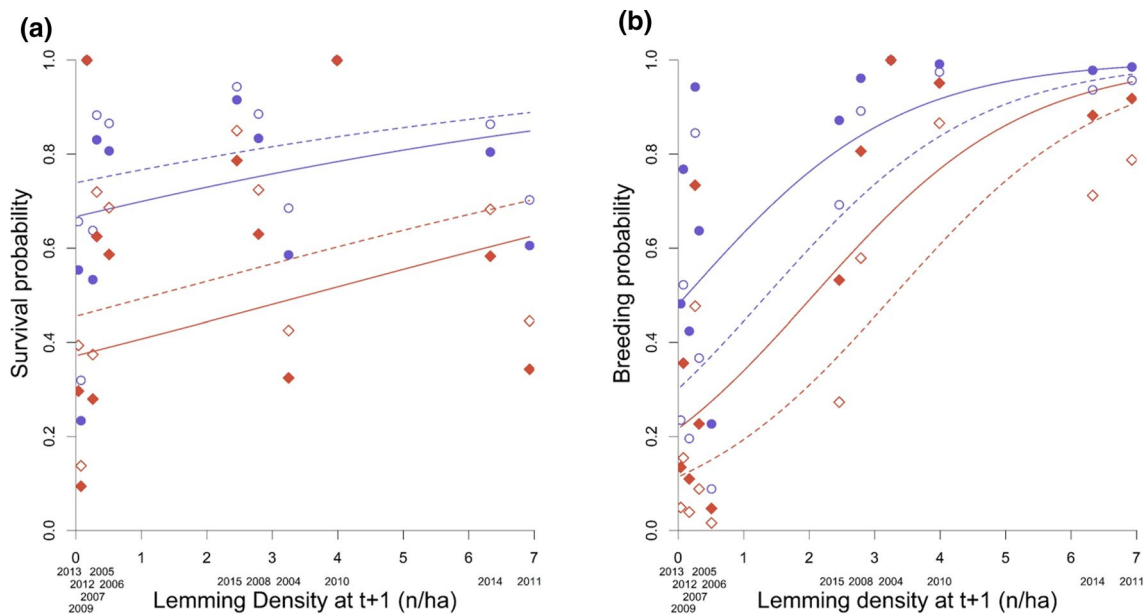 (a)
Survival probability
1.0
0.8
0.6
0.4
0.2
0.0
0 1 2 3 4 5 6 7
2013 2005 2015 2008 2004 2010 2014 2011
2012 2006
2007
2009
Lemming Density at t+1 (n/ha)
(b)
Breeding probability
1.0
0.8
0.6
0.4
0.2
0.0
0 1 2 3 4 5 6 7
2013 2005 2015 2008 2004 2010 2014 2011
2012 2006
2007
2009
Lemming density at t+1 (n/ha)